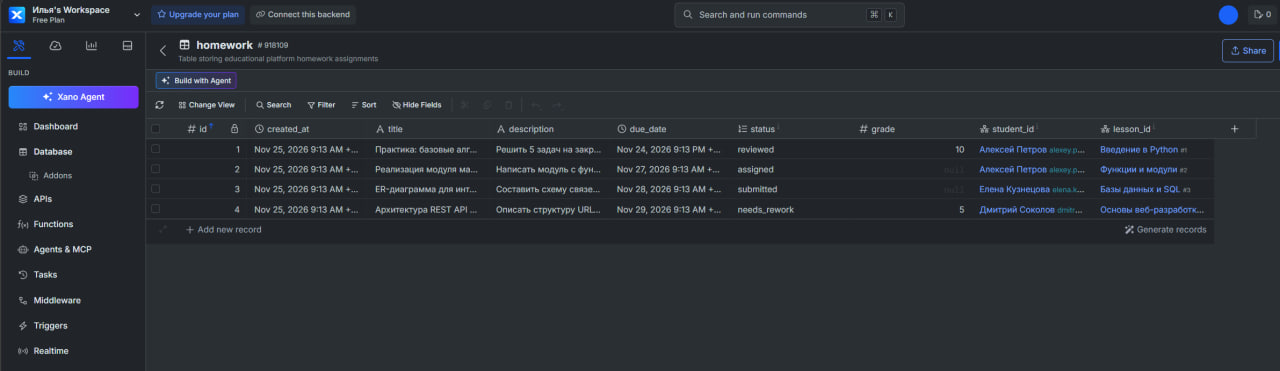 Илья's Workspace
Free Plan
Upgrade your plan
Connect this backend
Search and run commands
⌘ K
0
homework # 918109
Table storing educational platform homework assignments
Share
BUILD
Build with Agent
Xano Agent
Change View Search Filter Sort Hide Fields
Dashboard
Database
Addons
APIs
Functions
Agents & MCP
Tasks
Middleware
Triggers
Realtime
id created_at title description due_date status grade student_id lesson_id
1 Nov 25, 2026 9:13 AM +... Практика: базовые алг... Решить 5 задач на закр... Nov 24, 2026 9:13 PM +... reviewed 10 Алексей Петров alexey.p... Введение в Python #1
2 Nov 25, 2026 9:13 AM +... Реализация модуля ма... Написать модуль с фун... Nov 27, 2026 9:13 AM +... assigned null Алексей Петров alexey.p... Функции и модули #2
3 Nov 25, 2026 9:13 AM +... ER-диаграмма для инт... Составить схему связе... Nov 28, 2026 9:13 AM +... submitted null Елена Кузнецова elena.k... Базы данных и SQL #3
4 Nov 25, 2026 9:13 AM +... Архитектура REST API ... Описать структуру URL... Nov 29, 2026 9:13 AM +... needs_rework 5 Дмитрий Соколов dmitr... Основы веб-разработк...
Add new record
Generate records